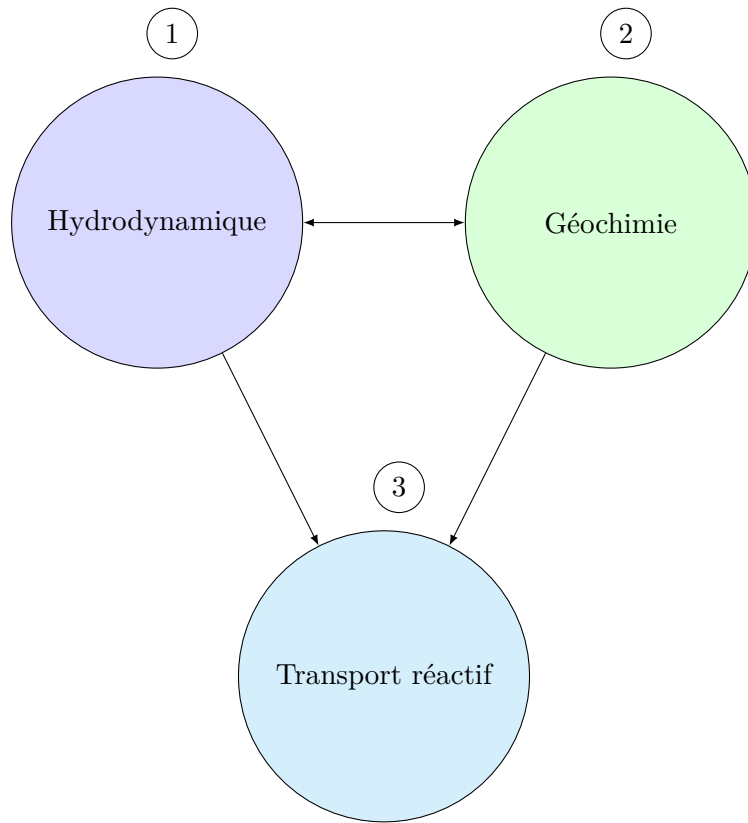 1
2
Hydrodynamique
Géochimie
3
Transport réactif